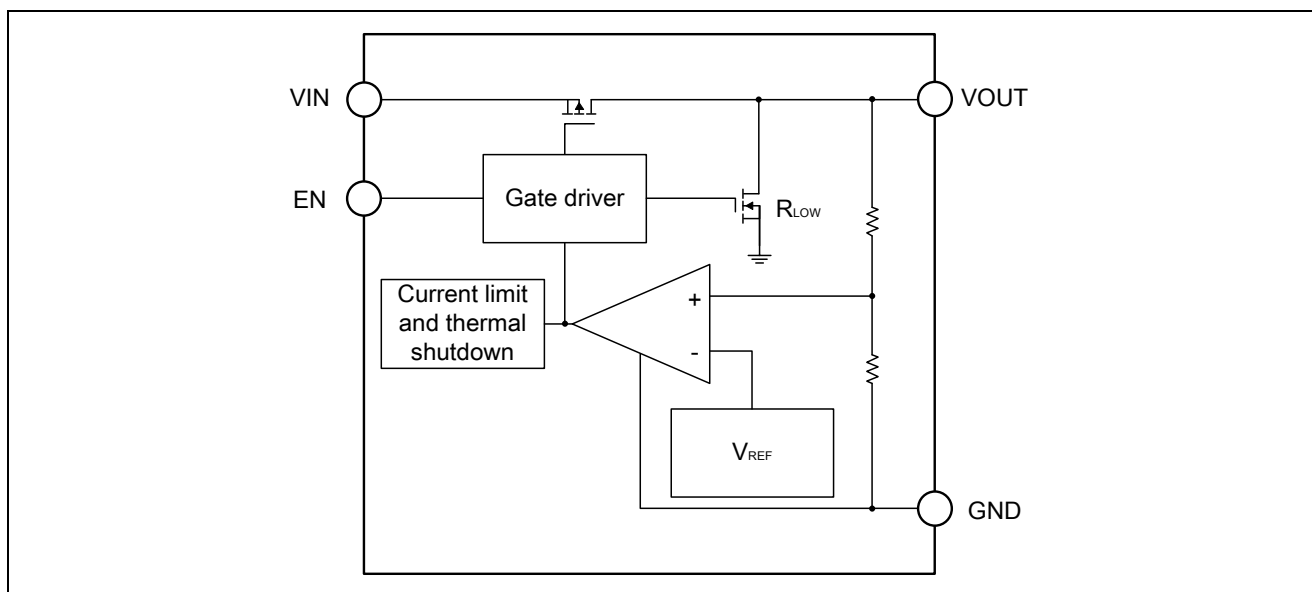 VIN
VOUT
EN
Gate driver
RLOW
Current limit
and thermal
shutdown
+
-
VREF
GND